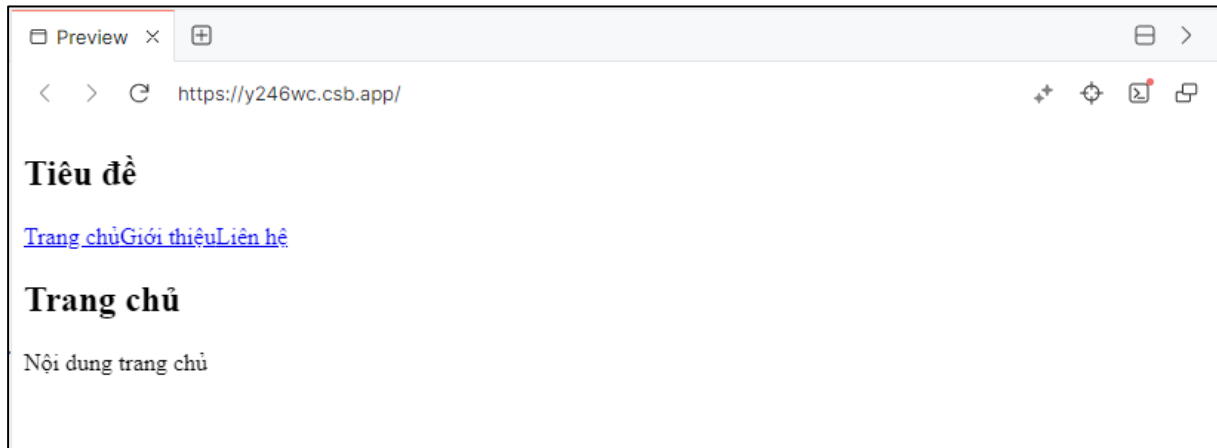 Preview
https://y246wc.csb.app/
Tiêu đề
Trang chủGiới thiệuLiên hệ
Trang chủ
Nội dung trang chủ